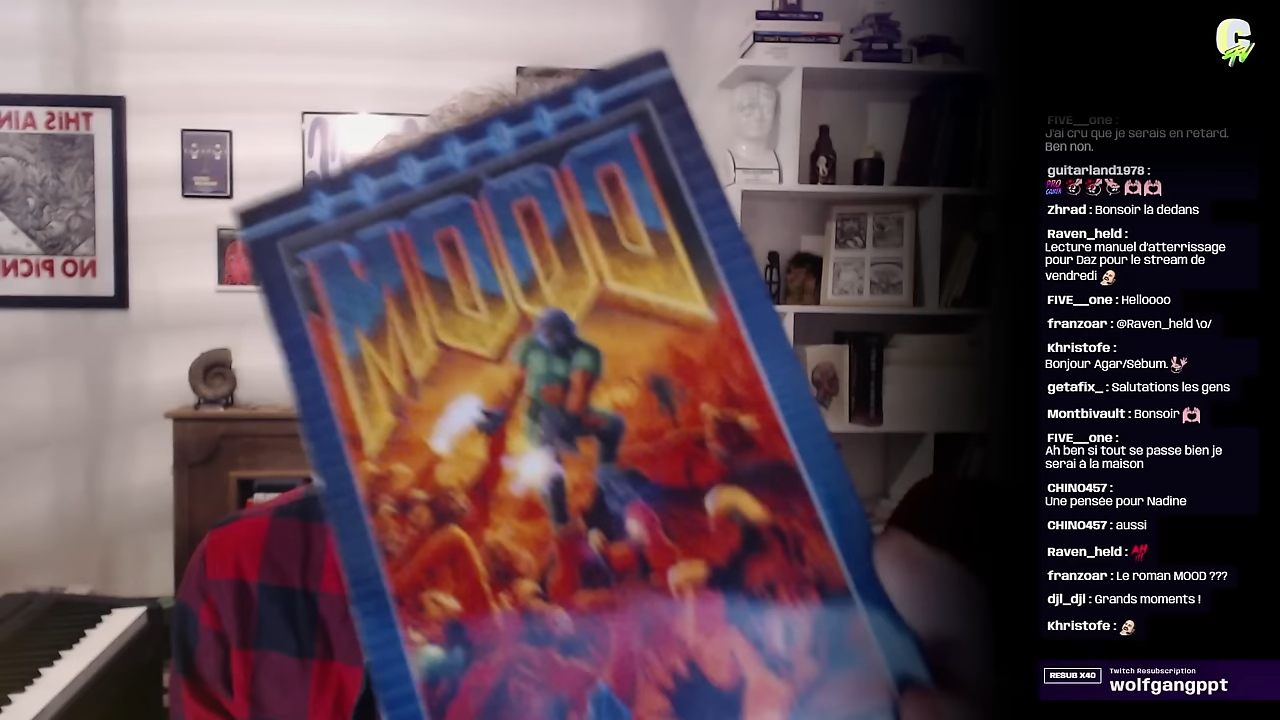 THIS AIN
NO PICN
MOOD
C
TV
FIVE__one :
J'ai cru que je serais en retard.
Ben non.
guitarland1978 :
Zhrad : Bonsoir là dedans
Raven_held :
Lecture manuel d'atterrissage
pour Daz pour le stream de
vendredi
FIVE__one : Helloooo
franzoar : @Raven_held \o/
Khristofe :
Bonjour Agar/Sébum.
getafix_ : Salutations les gens
Montbivault : Bonsoir
FIVE__one :
Ah ben si tout se passe bien je
serai à la maison
CHINO457 :
Une pensée pour Nadine
CHINO457 : aussi
Raven_held :
franzoar : Le roman MOOD ???
djl_djl : Grands moments !
Khristofe :
RESUB X40
Twitch Resubscription
wolfgangppt